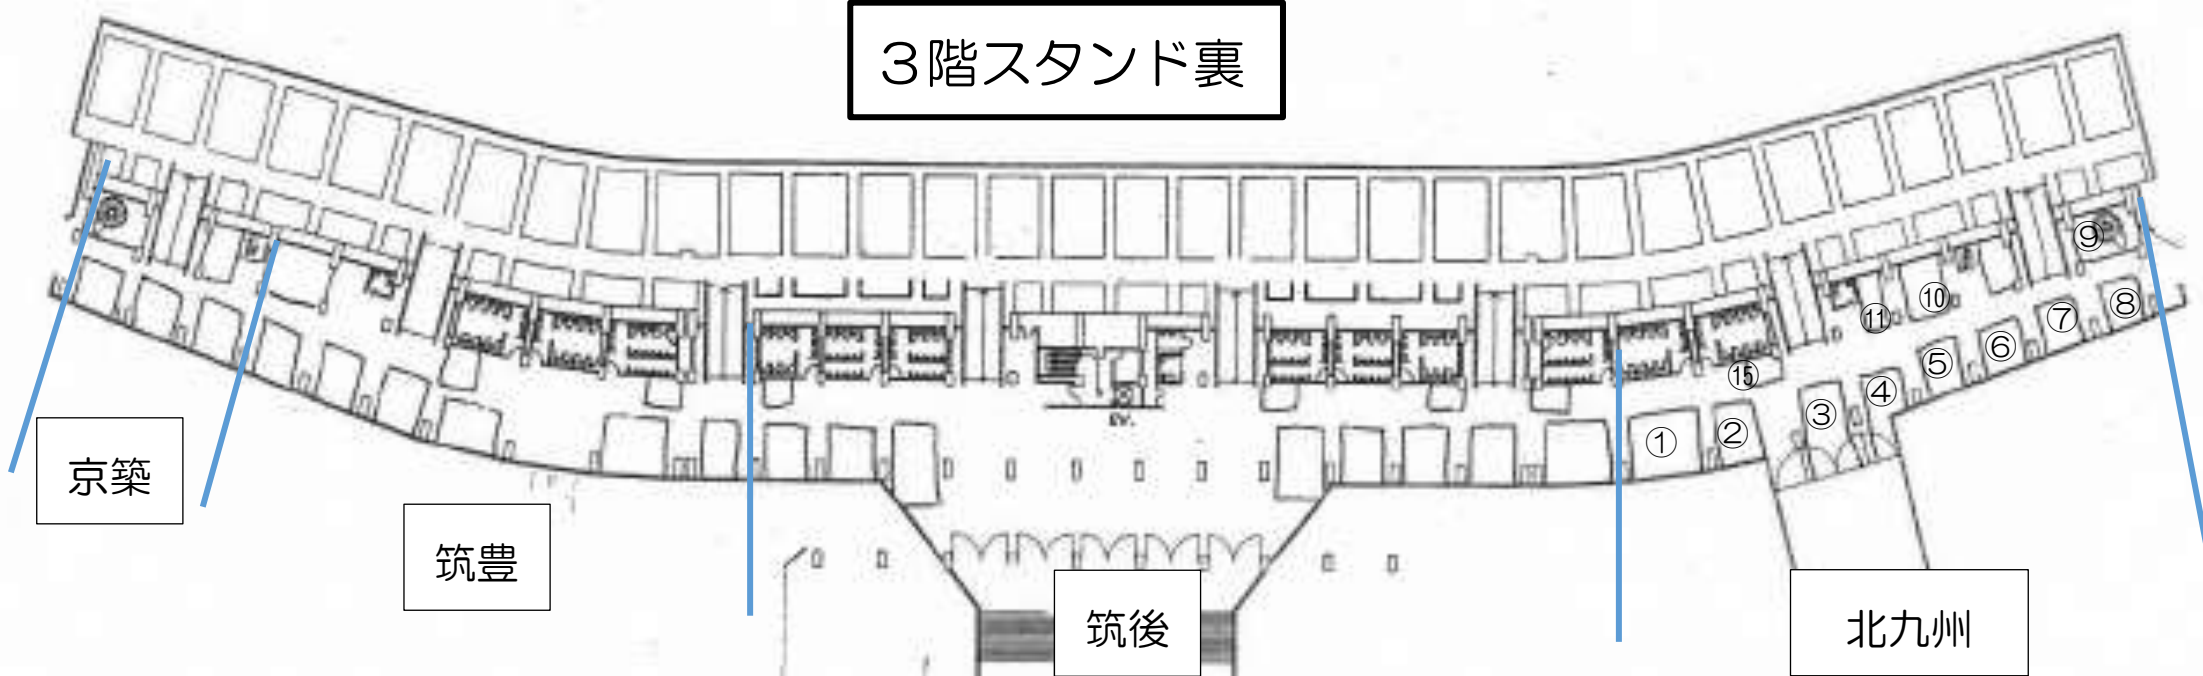 ３階スタンド裏
⑨
⑪
⑩
⑧
⑦
⑥
⑤
⑮
④
③
①
②
EV.
京築
筑豊
筑後
北九州